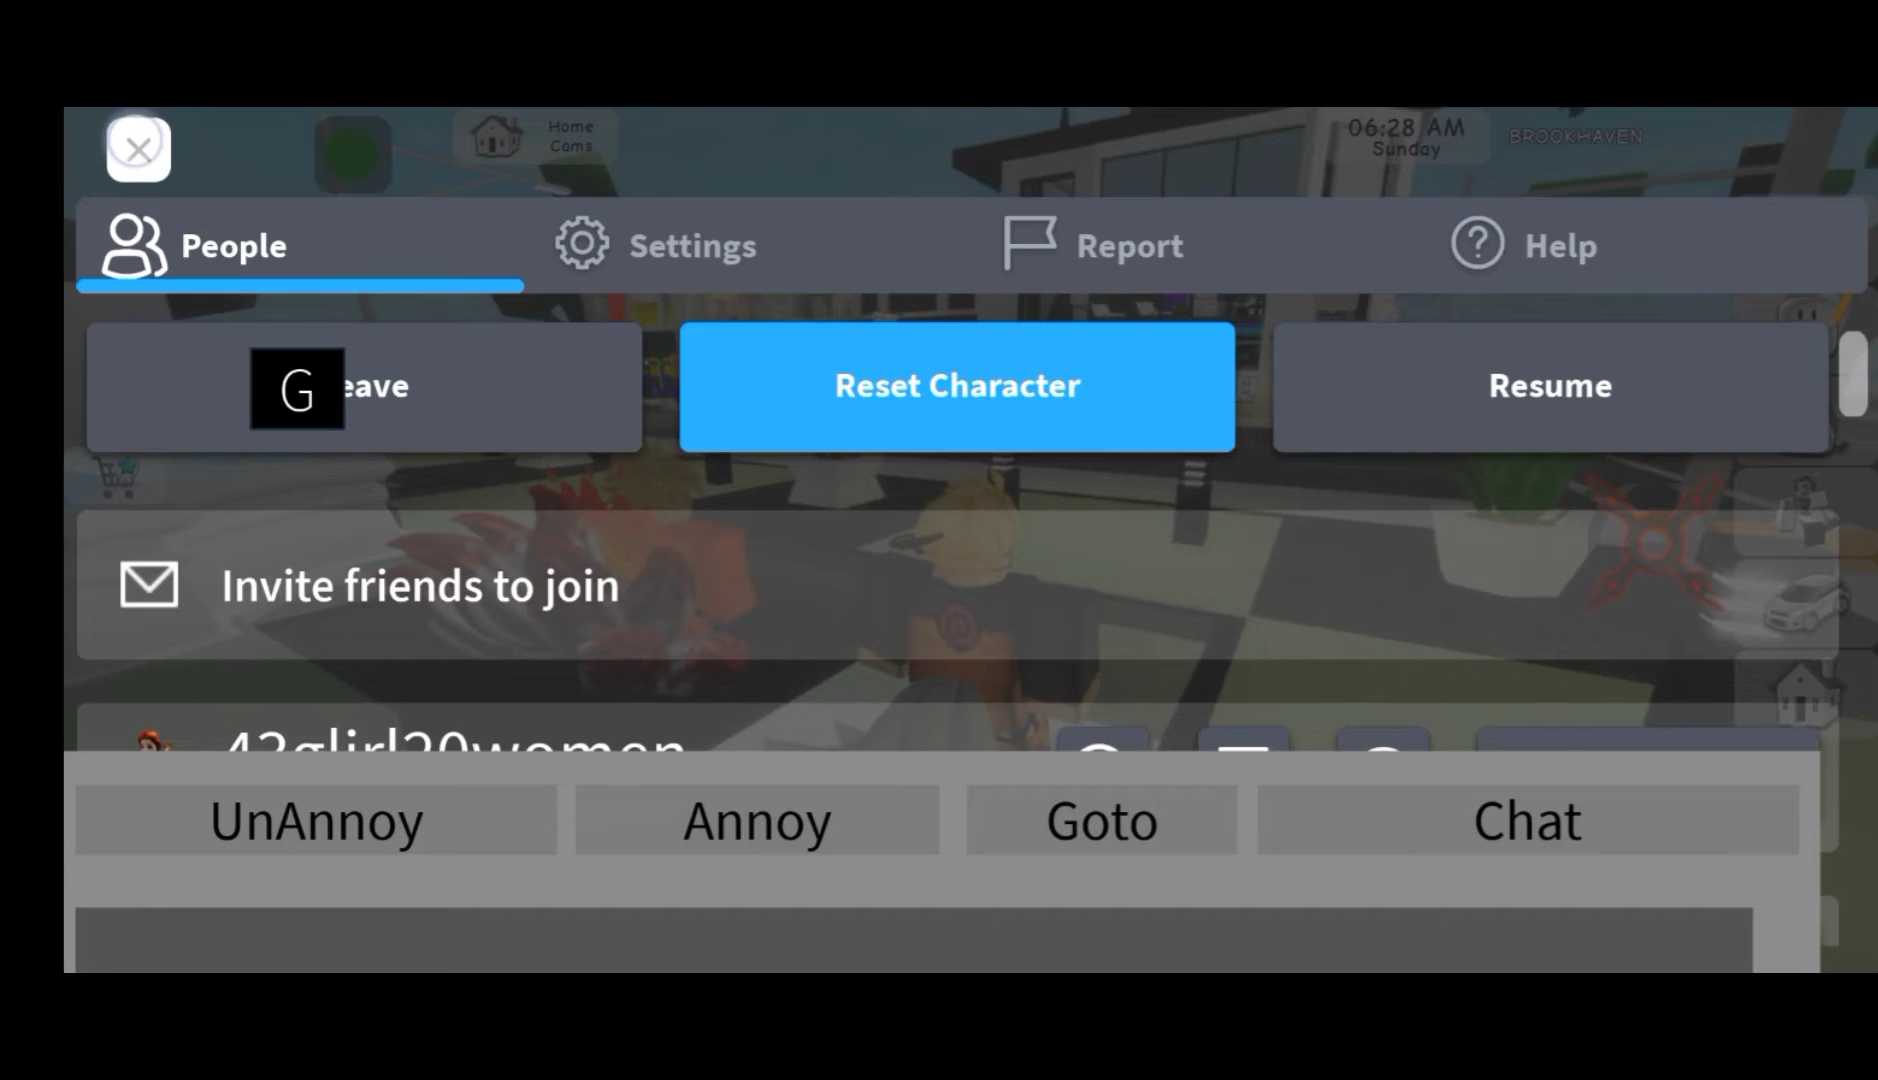 Home
Cams
06:28 AM
Sunday
BROOKHAVEN
People
Settings
Report
Help
G
eave
Reset Character
Resume
Invite friends to join
43glirl20women
UnAnnoy
Annoy
Goto
Chat